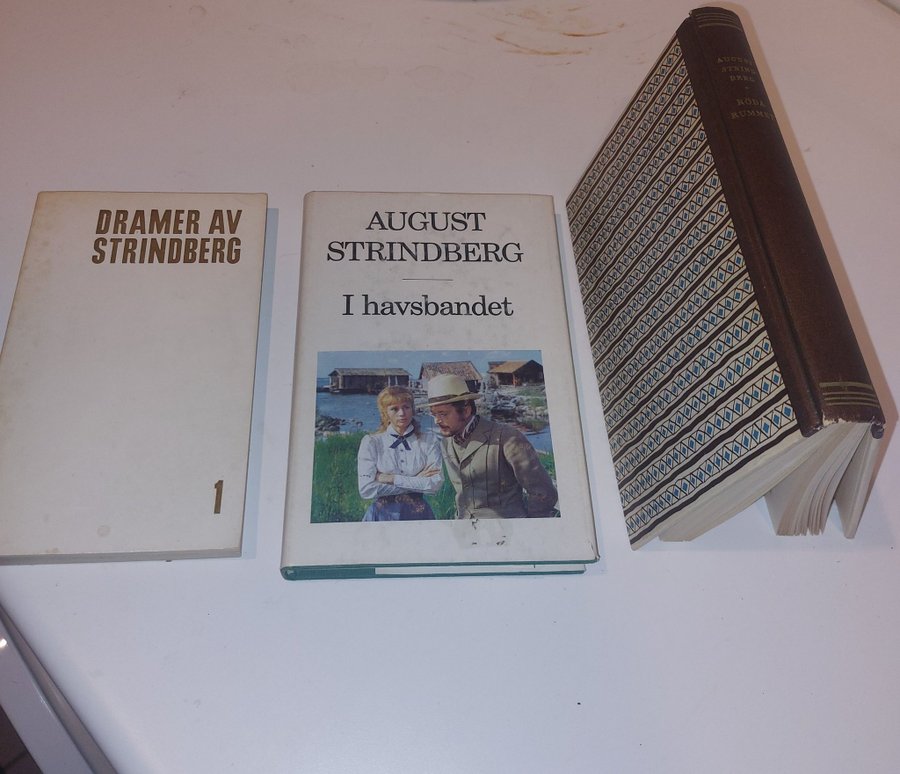 DRAMER AV
STRINDBERG
1
AUGUST
STRINDBERG
I havsbandet
AUGUST
STRIND
BERG
RÖDA
RUMMET